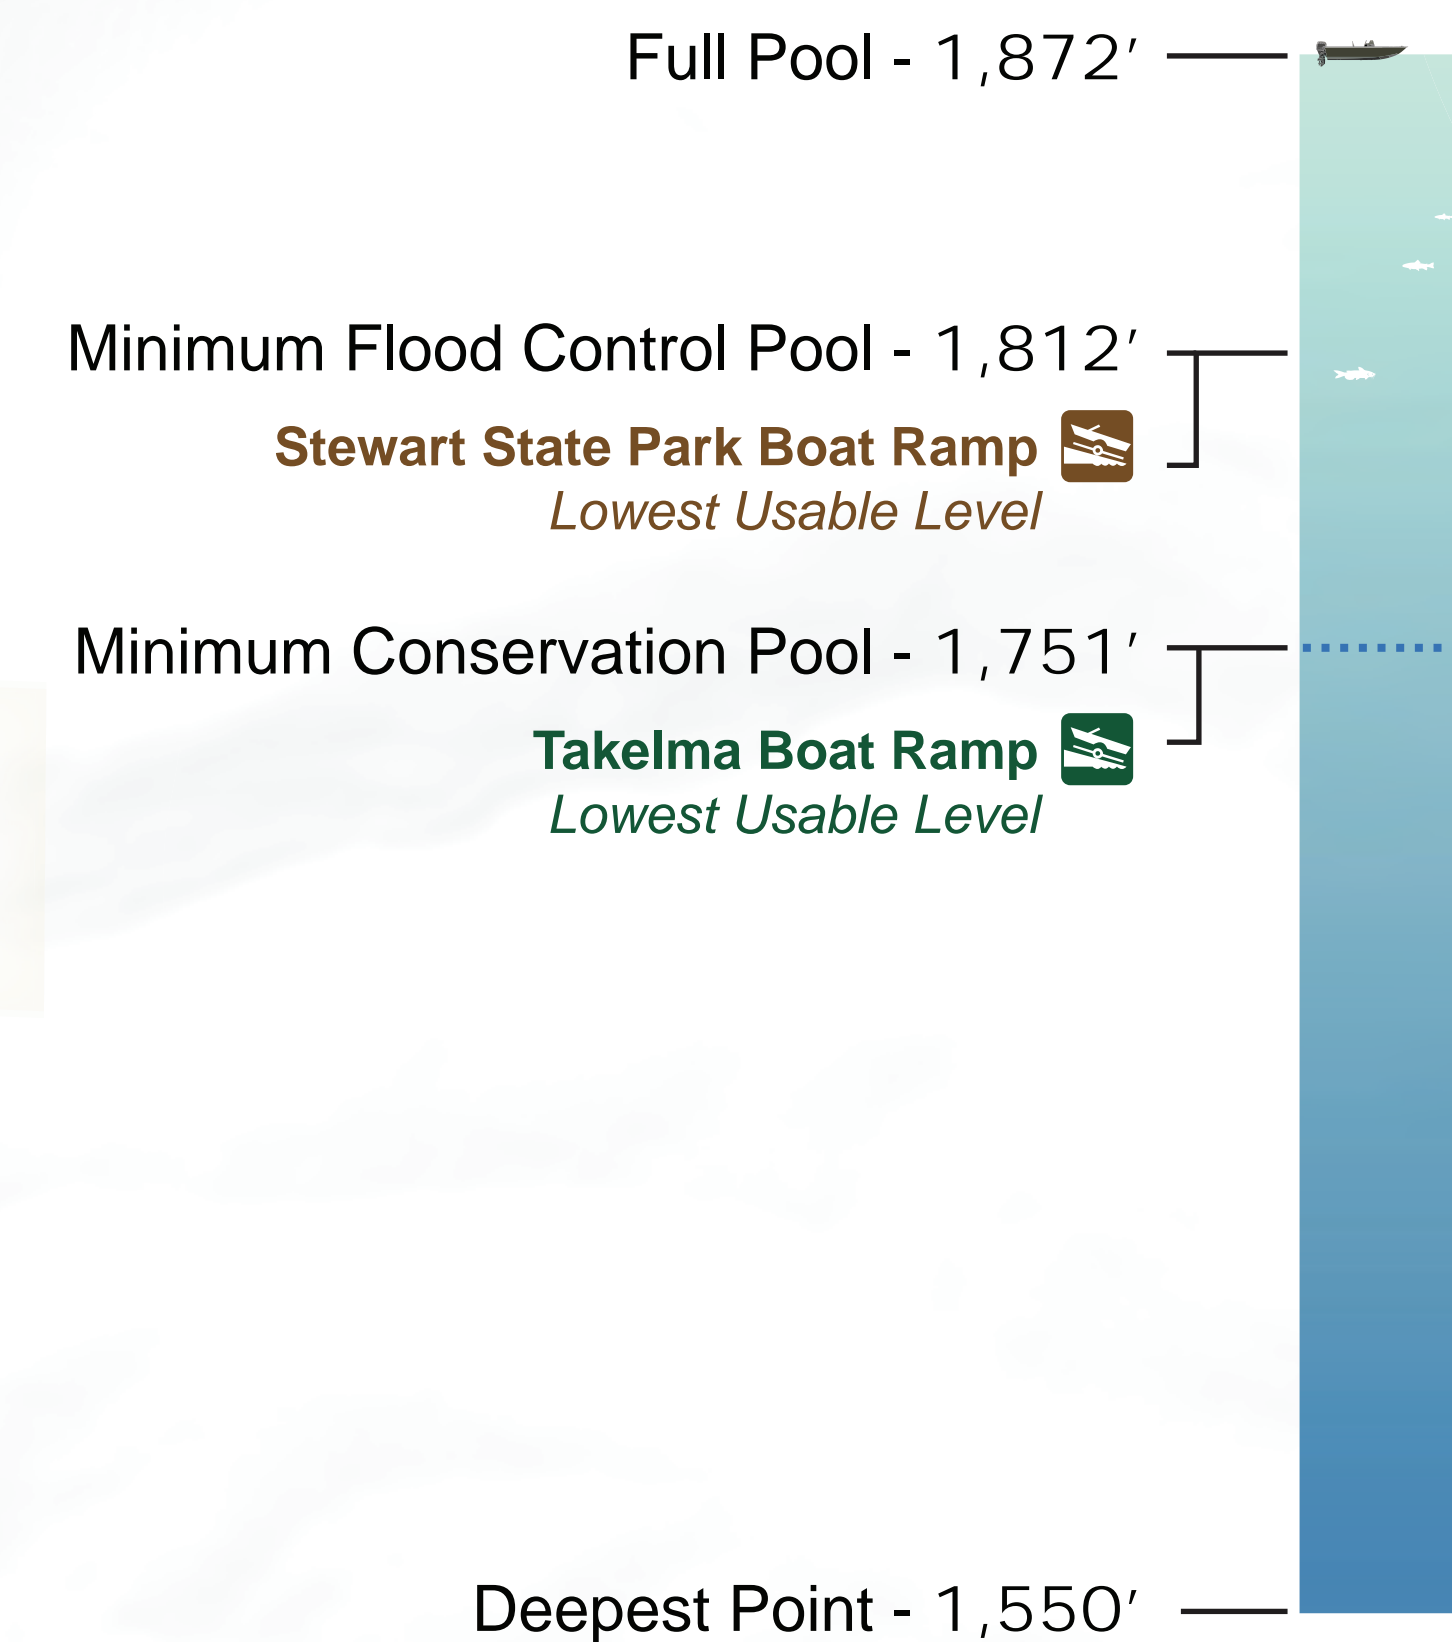 Full Pool - 1,872'
Minimum Flood Control Pool - 1,812'
Stewart State Park Boat Ramp
Lowest Usable Level
Minimum Conservation Pool - 1,751'
Takelma Boat Ramp
Lowest Usable Level
Deepest Point - 1,550'